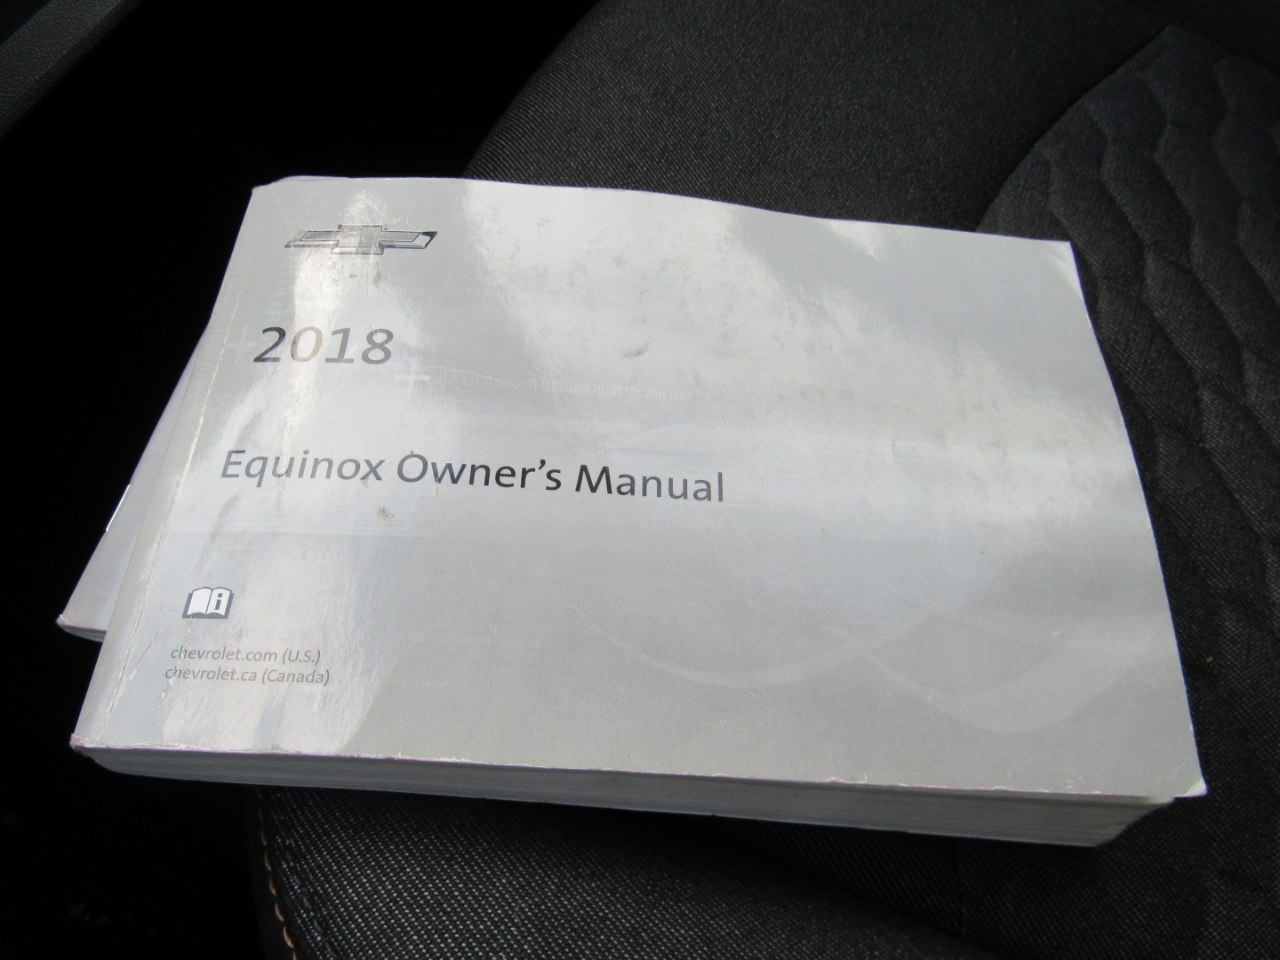 2018
Equinox Owner's Manual
i
chevrolet.com (U.S.)
chevrolet.ca (Canada)